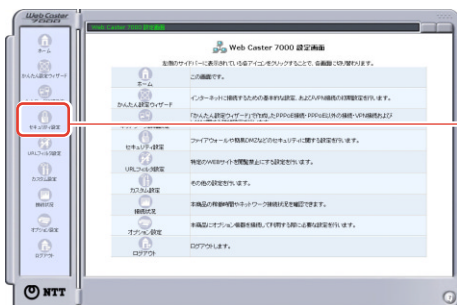 Web Caster
7000
Web Caster 7000 設定画面
Web Caster 7000 設定画面
左側のサイドバーに表示されている各アイコンをクリックすることで、各画面に切り替わります。
ホーム
ホーム
この画面です。
かんたん設定ウィザード
かんたん設定ウィザード
インターネットに接続するための基本的な設定、およびVPN接続の初期設定を行います。
「かんたん設定ウィザード」で作成したPPPoE接続・PPPoE以外の接続・VPN接続および
セキュリティ設定
セキュリティ設定
ファイアウォールや簡易DMZなどのセキュリティに関する設定を行います。
URLフィルタ設定
URLフィルタ設定
特定のWEBサイトを閲覧禁止にする設定を行います。
カスタム設定
カスタム設定
その他の設定を行います。
接続状況
接続状況
本商品の稼働時間やネットワーク接続状況を確認できます。
オプション設定
オプション設定
本商品にオプション機器を接続して利用する際に必要な設定を行います。
ログアウト
ログアウト
ログアウトします。
NTT